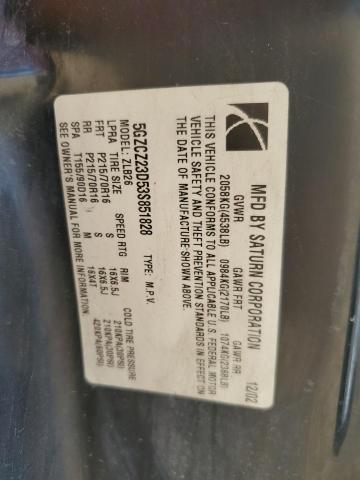 MFD BY SATURN CORPORATION 12/02
GVWR GAWR FRT GAWR RR
2058KG(4538LB) 0984KG(2170LB) 1074KG(2368LB)
THIS VEHICLE CONFORMS TO ALL APPLICABLE U.S. FEDERAL MOTOR
VEHICLE SAFETY AND THEFT PREVENTION STANDARDS IN EFFECT ON
THE DATE OF MANUFACTURE SHOWN ABOVE.
5GZCZ23D53S851828 TYPE: M.P.V.
MODEL: ZLB26
LPRA TIRE SIZE SPEED RTG RIM COLD TIRE PRESSURE
FRT P215/70R16 S 16X6.5J 210KPA(30PSI)
RR P215/70R16 S 16X6.5J 210KPA(30PSI)
SPA T155/90D16 M 16X4T 420KPA(60PSI)
SEE OWNER'S MANUAL FOR MORE INFORMATION